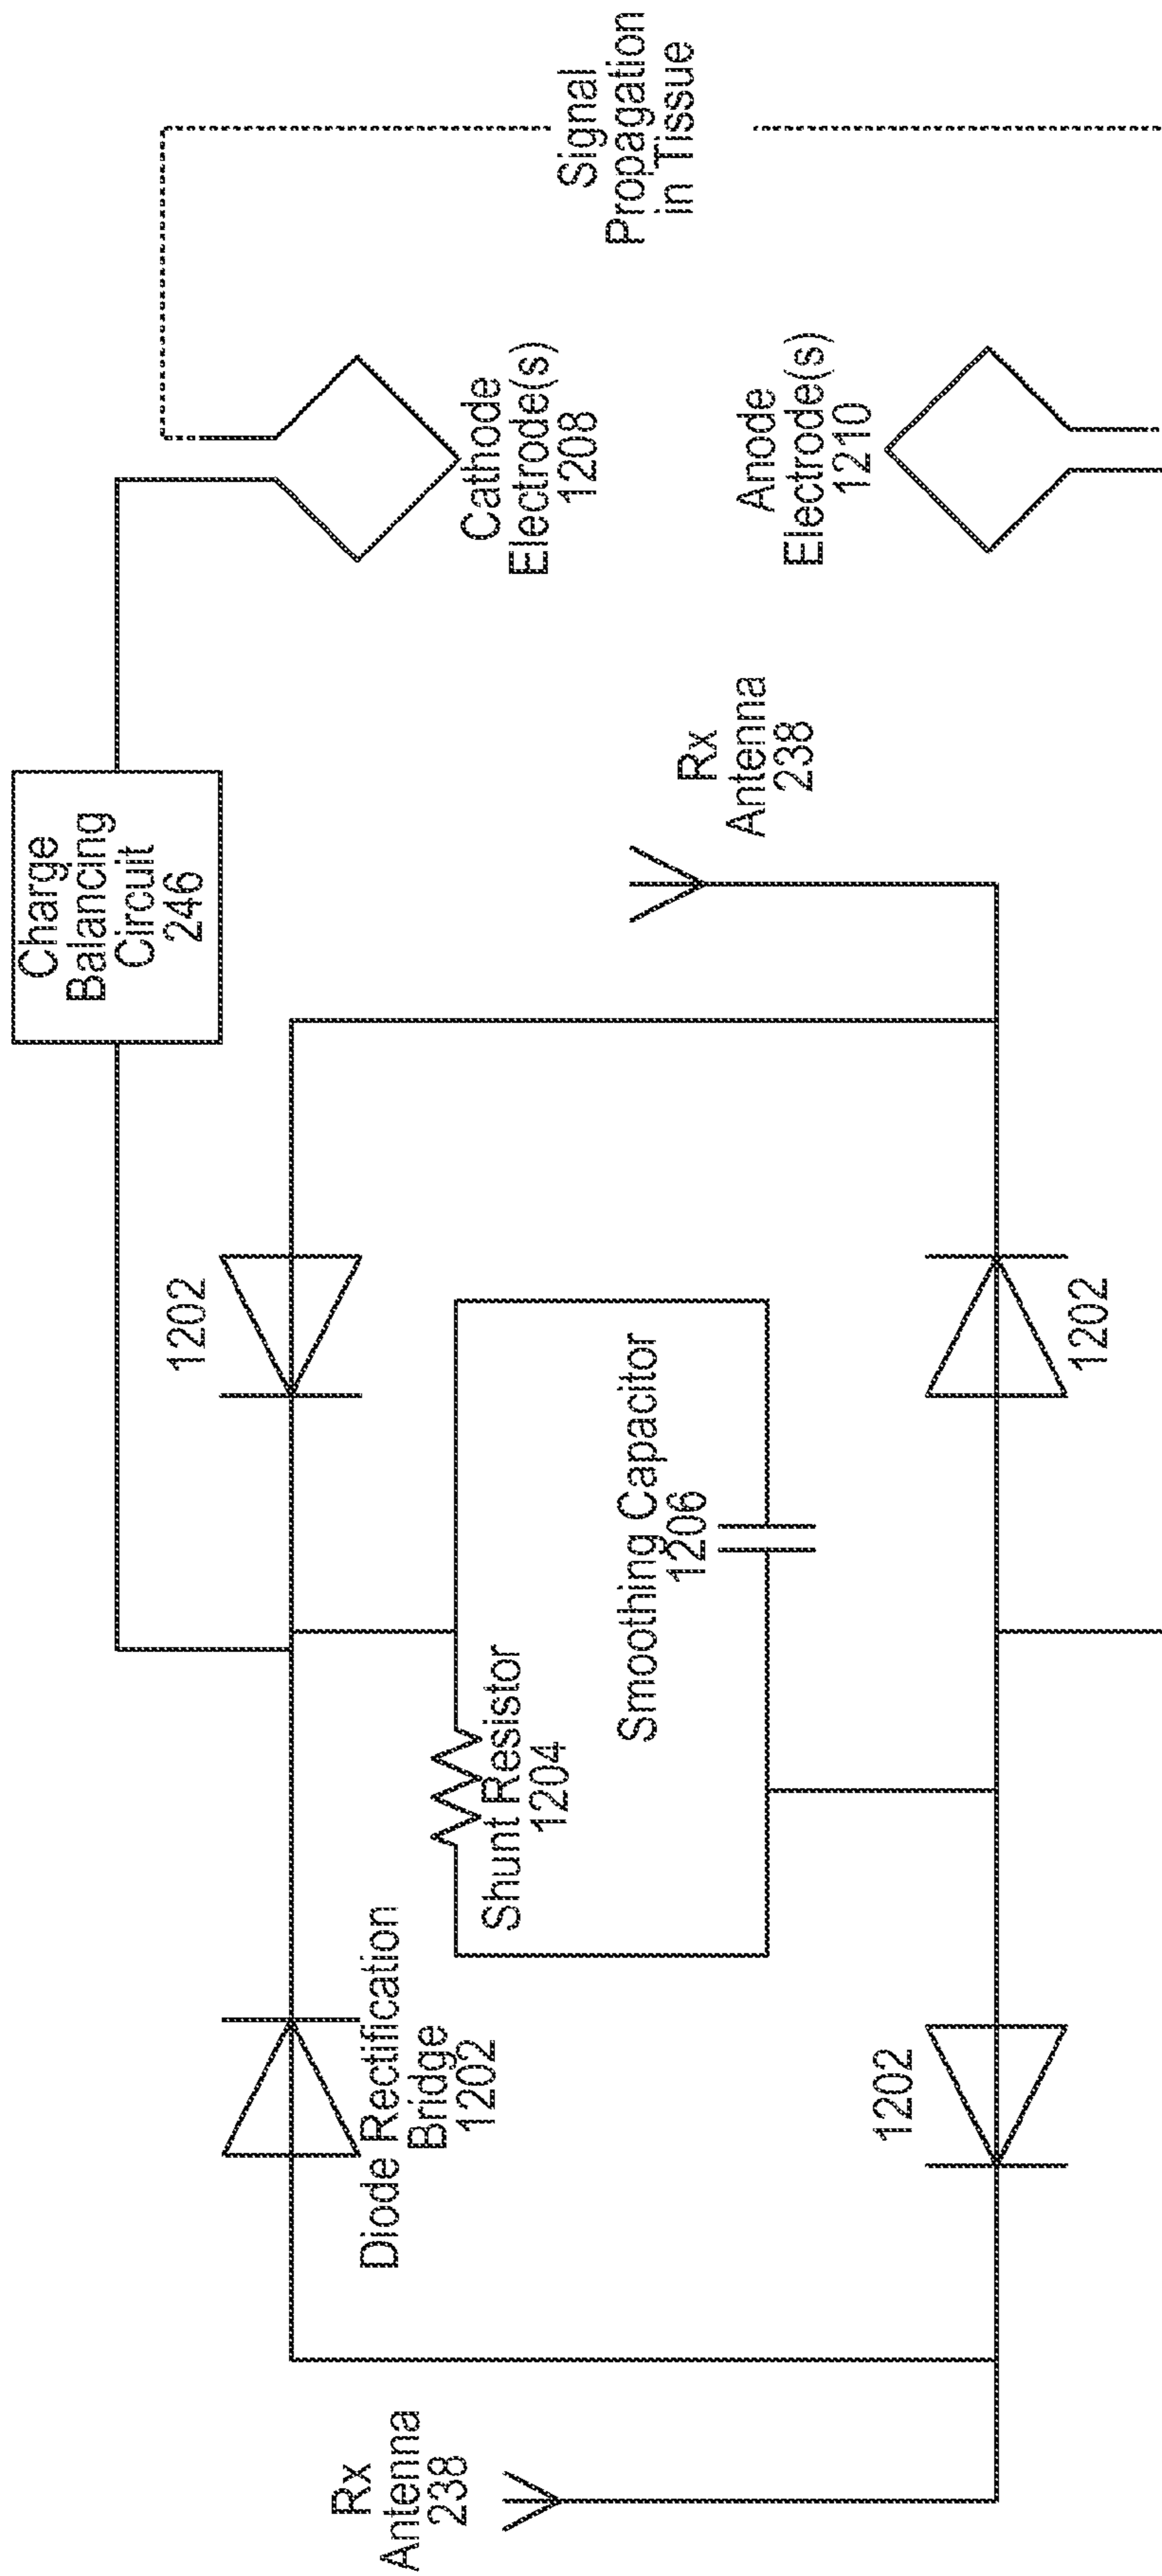 Charge
Balancing
Circuit
246
Signal
Propagation
in Tissue
1202
Cathode
Electrode(s)
1208
Diode Rectification
Bridge
1202
Shunt Resistor
1204
Smoothing Capacitor
1206
Rx
Antenna
238
Rx
Antenna
238
Anode
Electrode(s)
1210
1202
1202